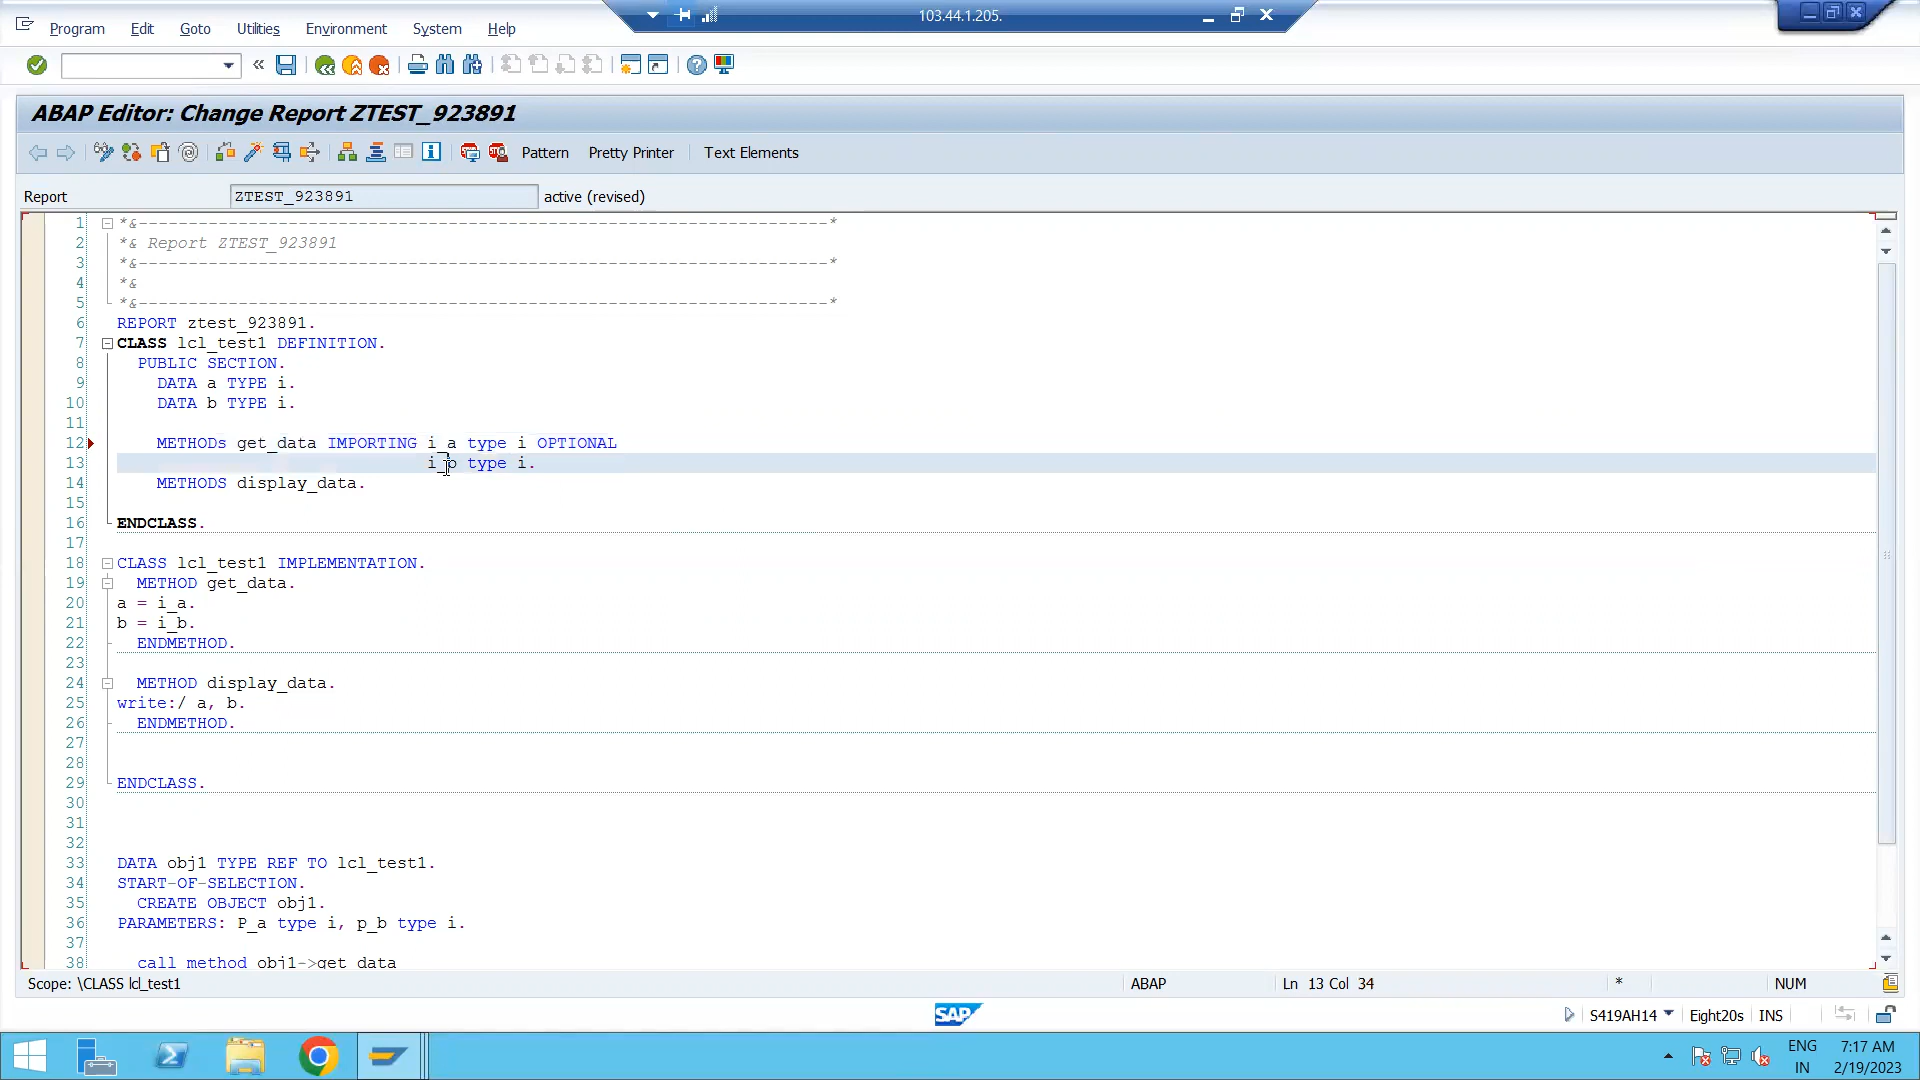 103.44.1.205.
Program Edit Goto Utilities Environment System Help
«
ABAP Editor: Change Report ZTEST_923891
Pattern Pretty Printer Text Elements
Report ZTEST_923891 active (revised)
1 *&---------------------------------------------------------------------*
2 *& Report ZTEST_923891
3 *&---------------------------------------------------------------------*
4 *&
5 *&---------------------------------------------------------------------*
6 REPORT ztest_923891.
7 CLASS lcl_test1 DEFINITION.
8 PUBLIC SECTION.
9 DATA a TYPE i.
10 DATA b TYPE i.
11
12 METHODs get_data IMPORTING i_a type i OPTIONAL
13 i_b type i.
14 METHODS display_data.
15
16 ENDCLASS.
17
18 CLASS lcl_test1 IMPLEMENTATION.
19 METHOD get_data.
20 a = i_a.
21 b = i_b.
22 ENDMETHOD.
23
24 METHOD display_data.
25 write:/ a, b.
26 ENDMETHOD.
27
28
29 ENDCLASS.
30
31
32
33 DATA obj1 TYPE REF TO lcl_test1.
34 START-OF-SELECTION.
35 CREATE OBJECT obj1.
36 PARAMETERS: P_a type i, p_b type i.
37
38 call method obj1->get_data
Scope: \CLASS lcl_test1 ABAP Ln 13 Col 34 * NUM
SAP S419AH14 Eight20s INS
ENG 7:17 AM
IN 2/19/2023